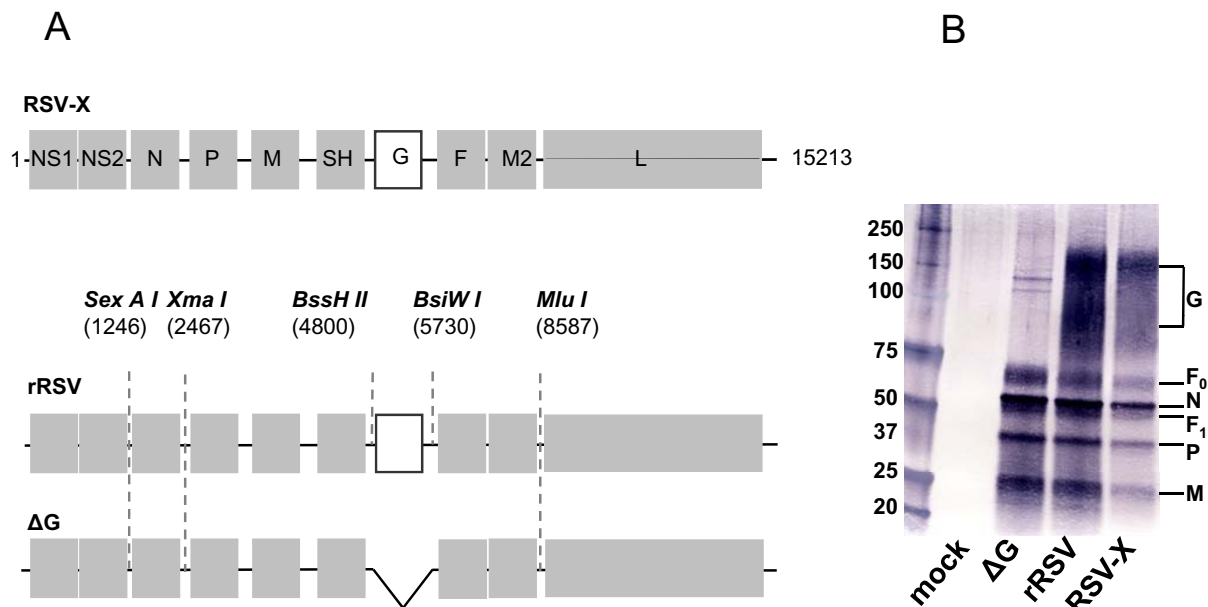 A
B
RSV-X
1 NS1 NS2 N P M SH G F M2 L 15213
Sex A I Xma I BssH II BsiW I Mlu I
(1246) (2467) (4800) (5730) (8587)
rRSV
ΔG
250
150
100
75
50
37
25
20
G
F0
N
F1
P
M
mock ΔG rRSV RSV-X